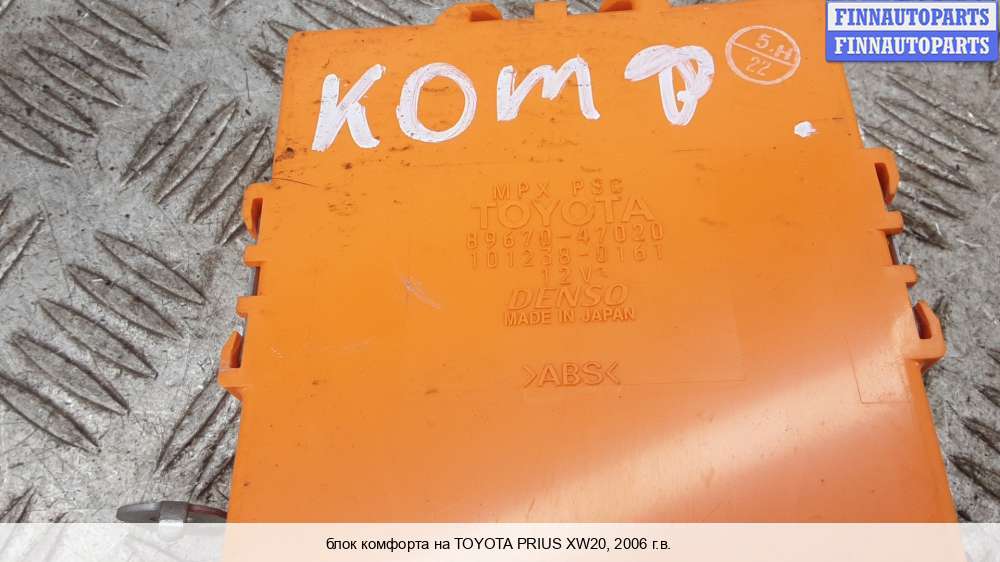 FINNAUTOPARTS
FINNAUTOPARTS
5.H
22
комф.
MPX PSC
TOYOTA
89670-47020
101238-0161
12V
DENSO
MADE IN JAPAN
>ABS<
блок комфорта на TOYOTA PRIUS XW20, 2006 г.в.